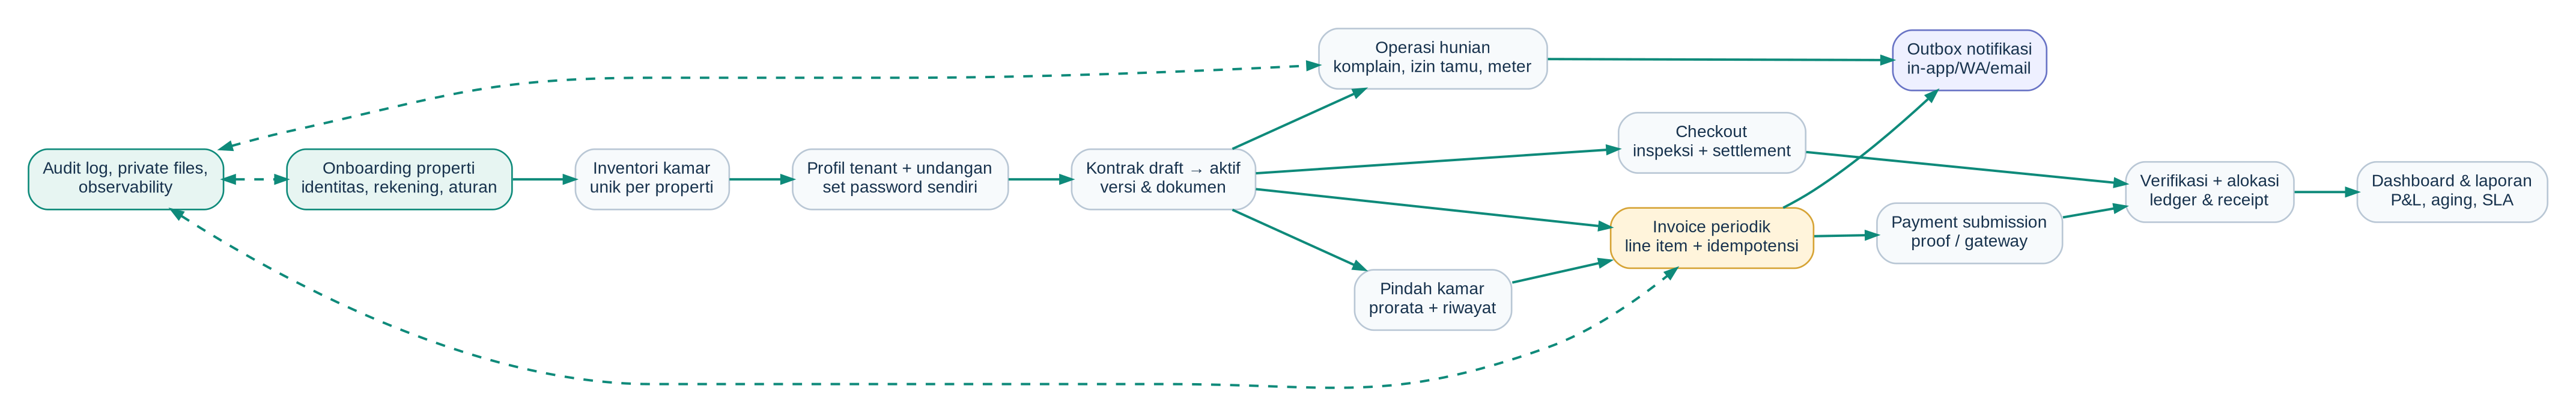 Audit log, private files,
observability
Onboarding properti
identitas, rekening, aturan
Inventori kamar
unik per properti
Profil tenant + undangan
set password sendiri
Kontrak draft → aktif
versi & dokumen
Operasi hunian
komplain, izin tamu, meter
Checkout
inspeksi + settlement
Invoice periodik
line item + idempotensi
Pindah kamar
prorata + riwayat
Outbox notifikasi
in-app/WA/email
Payment submission
proof / gateway
Verifikasi + alokasi
ledger & receipt
Dashboard & laporan
P&L, aging, SLA